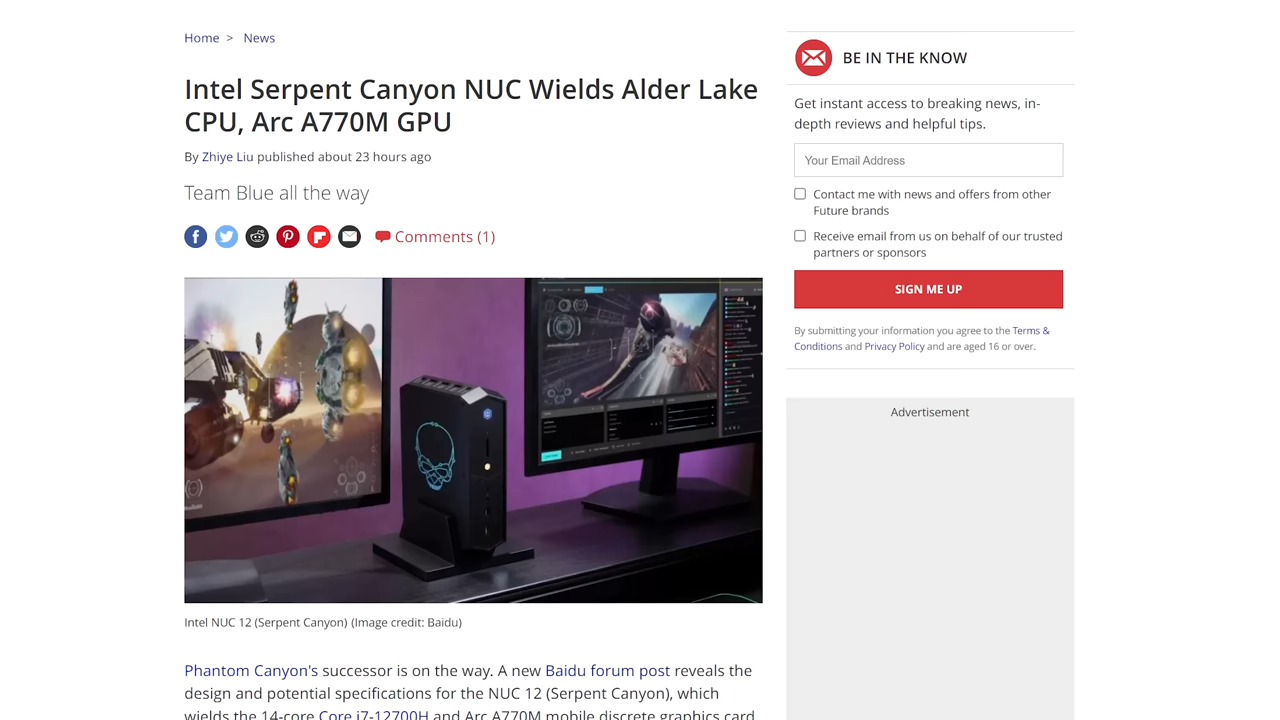 Home > News
Intel Serpent Canyon NUC Wields Alder Lake
CPU, Arc A770M GPU
By Zhiye Liu published about 23 hours ago
Team Blue all the way
Comments (1)
Intel NUC 12 (Serpent Canyon) (Image credit: Baidu)
Phantom Canyon's successor is on the way. A new Baidu forum post reveals the
design and potential specifications for the NUC 12 (Serpent Canyon), which
wields the 14-core Core i7-12700H and Arc A770M mobile discrete graphics card
BE IN THE KNOW
Get instant access to breaking news, in-
depth reviews and helpful tips.
Your Email Address
Contact me with news and offers from other
Future brands
Receive email from us on behalf of our trusted
partners or sponsors
SIGN ME UP
By submitting your information you agree to the Terms &
Conditions and Privacy Policy and are aged 16 or over.
Advertisement